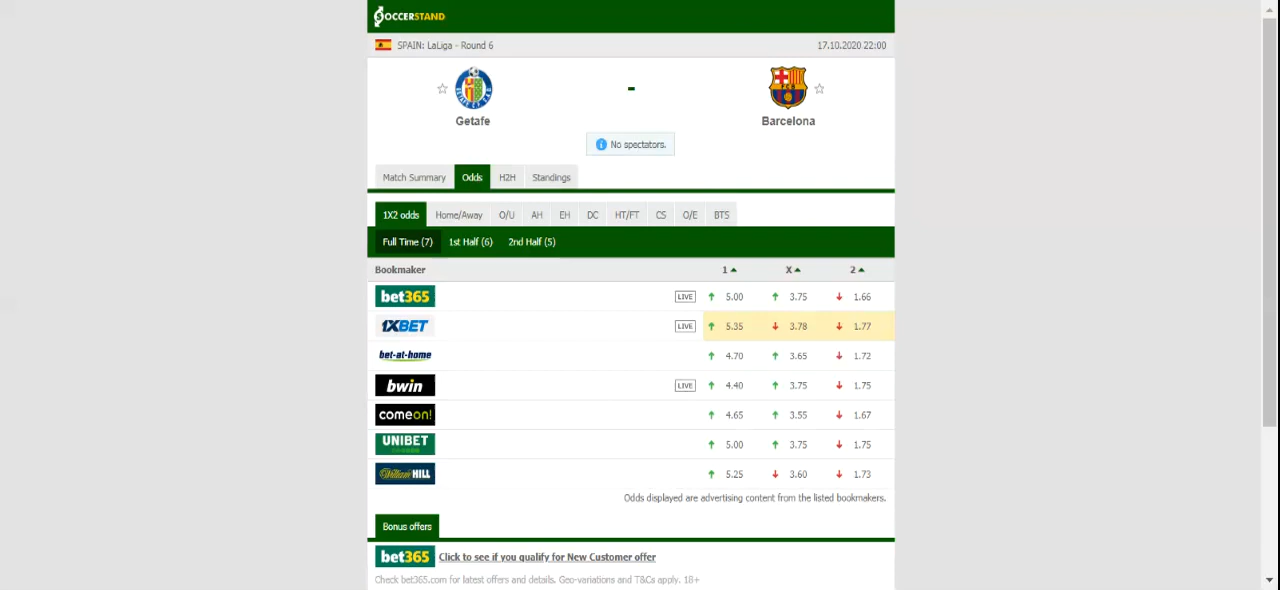 SOCCERSTAND
SPAIN: LaLiga - Round 6 17.10.2020 22:00
-
Getafe Barcelona
No spectators.
Match Summary Odds H2H Standings
1X2 odds Home/Away O/U AH EH DC HT/FT CS O/E BTS
Full Time (7) 1st Half (6) 2nd Half (5)
Bookmaker 1 X 2
bet365 LIVE 5.00 3.75 1.66
1XBET LIVE 5.35 3.78 1.77
bet-at-home 4.70 3.65 1.72
bwin LIVE 4.40 3.75 1.75
comeon! 4.65 3.55 1.67
UNIBET 5.00 3.75 1.75
William HILL 5.25 3.60 1.73
Odds displayed are advertising content from the listed bookmakers.
Bonus offers
bet365 Click to see if you qualify for New Customer offer
Check bet365.com for latest offers and details. Geo-variations and T&Cs apply. 18+